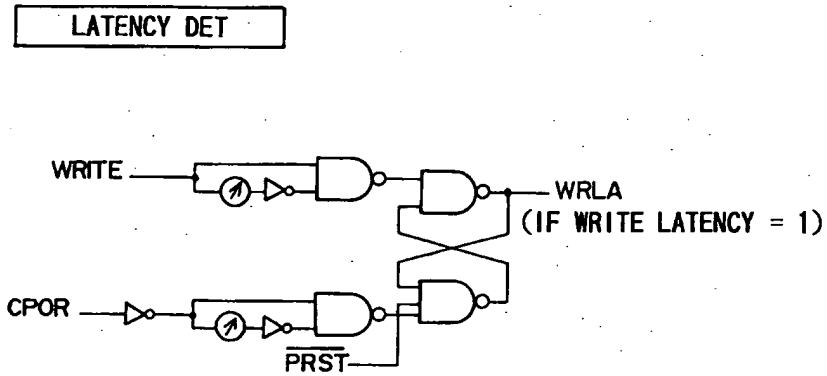 LATENCY DET
WRITE
WRLA
(IF WRITE LATENCY = 1)
CPOR
PRST